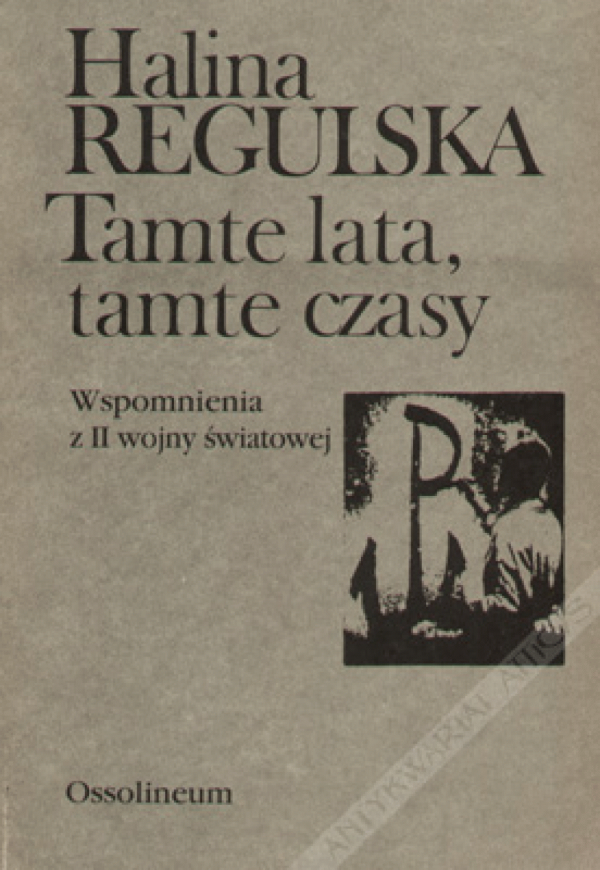 Halina
REGULSKA
Tamte lata,
tamte czasy
Wspomnienia
z II wojny światowej
Ossolineum
ANTYKWARIAT ATTICUS